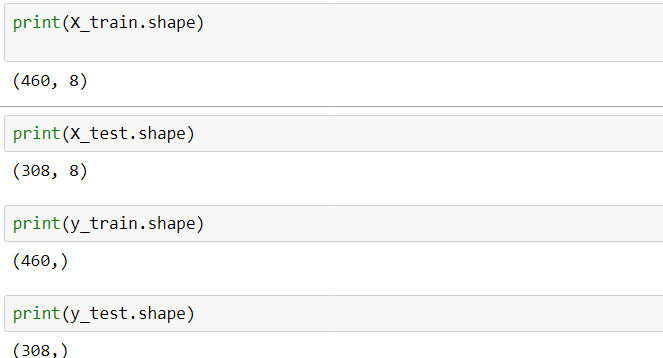 print(X_train.shape)
(460, 8)
print(X_test.shape)
(308, 8)
print(y_train.shape)
(460,)
print(y_test.shape)
(308,)